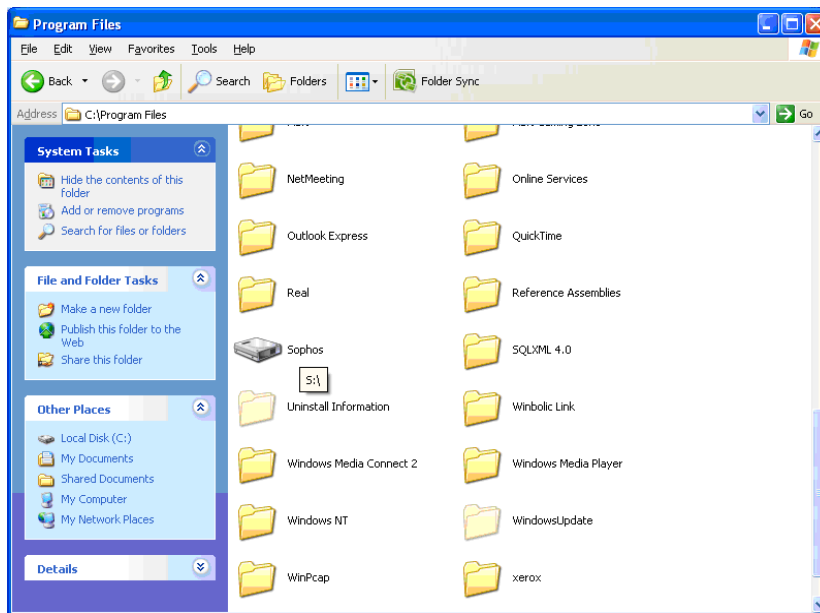 Program Files
File Edit View Favorites Tools Help
Back Search Folders Folder Sync
Address C:\Program Files Go
System Tasks
Hide the contents of this
folder
Add or remove programs
Search for files or folders
File and Folder Tasks
Make a new folder
Publish this folder to the
Web
Share this folder
Other Places
Local Disk (C:)
My Documents
Shared Documents
My Computer
My Network Places
Details
NetMeeting Online Services
Outlook Express QuickTime
Real Reference Assemblies
Sophos SQLXML 4.0
S:\
Uninstall Information Winbolic Link
Windows Media Connect 2 Windows Media Player
Windows NT WindowsUpdate
WinPcap xerox